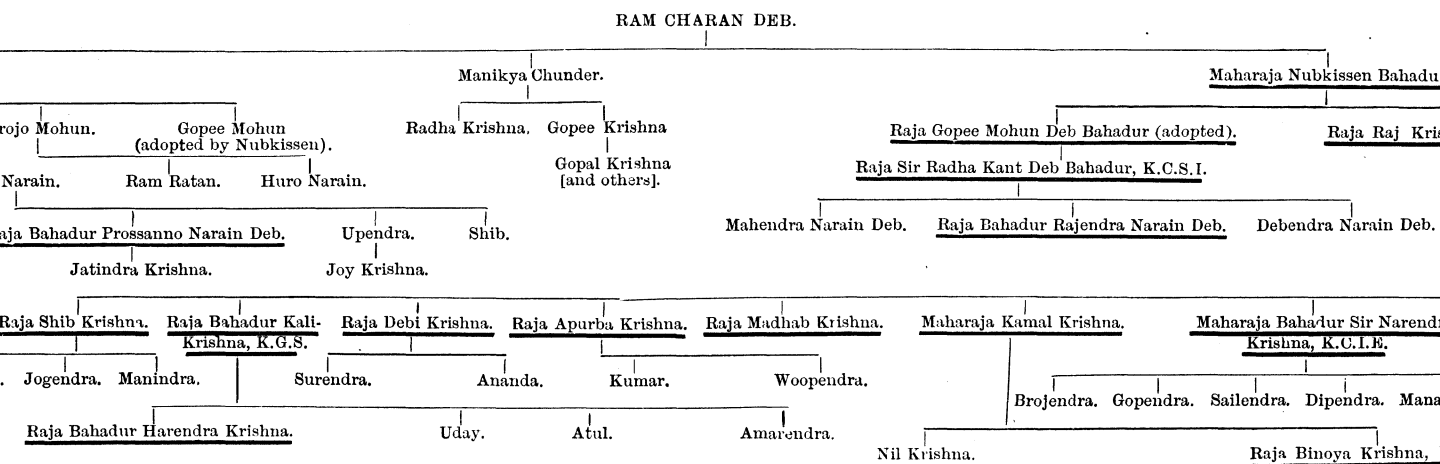 RAM CHARAN DEB.
Manikya Chunder.
Maharaja Nubkissen Bahadu
rojo Mohun.
Gopee Mohun
(adopted by Nubkissen).
Radha Krishna.
Gopee Krishna
Raja Gopee Mohun Deb Bahadur (adopted).
Raja Raj Kris
Gopal Krishna
[and others].
Raja Sir Radha Kant Deb Bahadur, K.C.S.I.
Narain.
Ram Ratan.
Huro Narain.
Mahendra Narain Deb.
Raja Bahadur Rajendra Narain Deb.
Debendra Narain Deb.
aja Bahadur Prossanno Narain Deb.
Upendra.
Shib.
Jatindra Krishna.
Joy Krishna.
Raja Shib Krishna.
Raja Bahadur Kali-
Krishna, K.G.S.
Raja Debi Krishna.
Raja Apurba Krishna.
Raja Madhab Krishna.
Maharaja Kamal Krishna.
Maharaja Bahadur Sir Narendr
Krishna, K.C.I.E.
Jogendra.
Manindra.
Surendra.
Ananda.
Kumar.
Woopendra.
Brojendra.
Gopendra.
Sailendra.
Dipendra.
Mana
Raja Bahadur Harendra Krishna.
Uday.
Atul.
Amarendra.
Nil Krishna.
Raja Binoya Krishna,